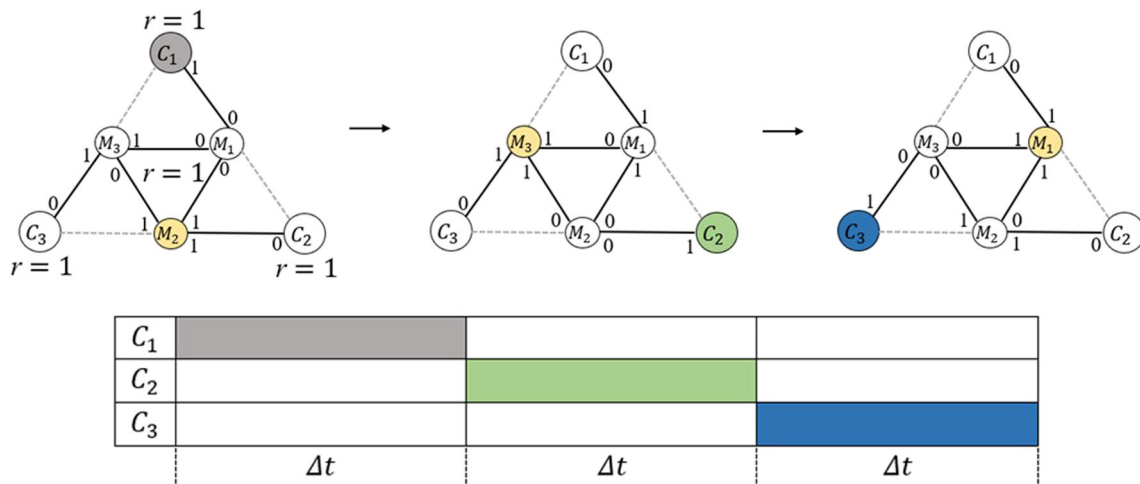 r = 1
C₁
1
0
M₃ 1 0 M₁
1 0 r = 1 0
0 1 1
C₃ M₂ 1 0 C₂
r = 1 r = 1
C₁
0
1
M₃ 1 0 M₁
1 1 1
0 0 0
C₃ M₂ 0 1 C₂
C₁
0
1
M₃ 0 1 M₁
0 0 1
1 1 0
C₃ M₂ 1 0 C₂
C₁
C₂
C₃
Δt Δt Δt